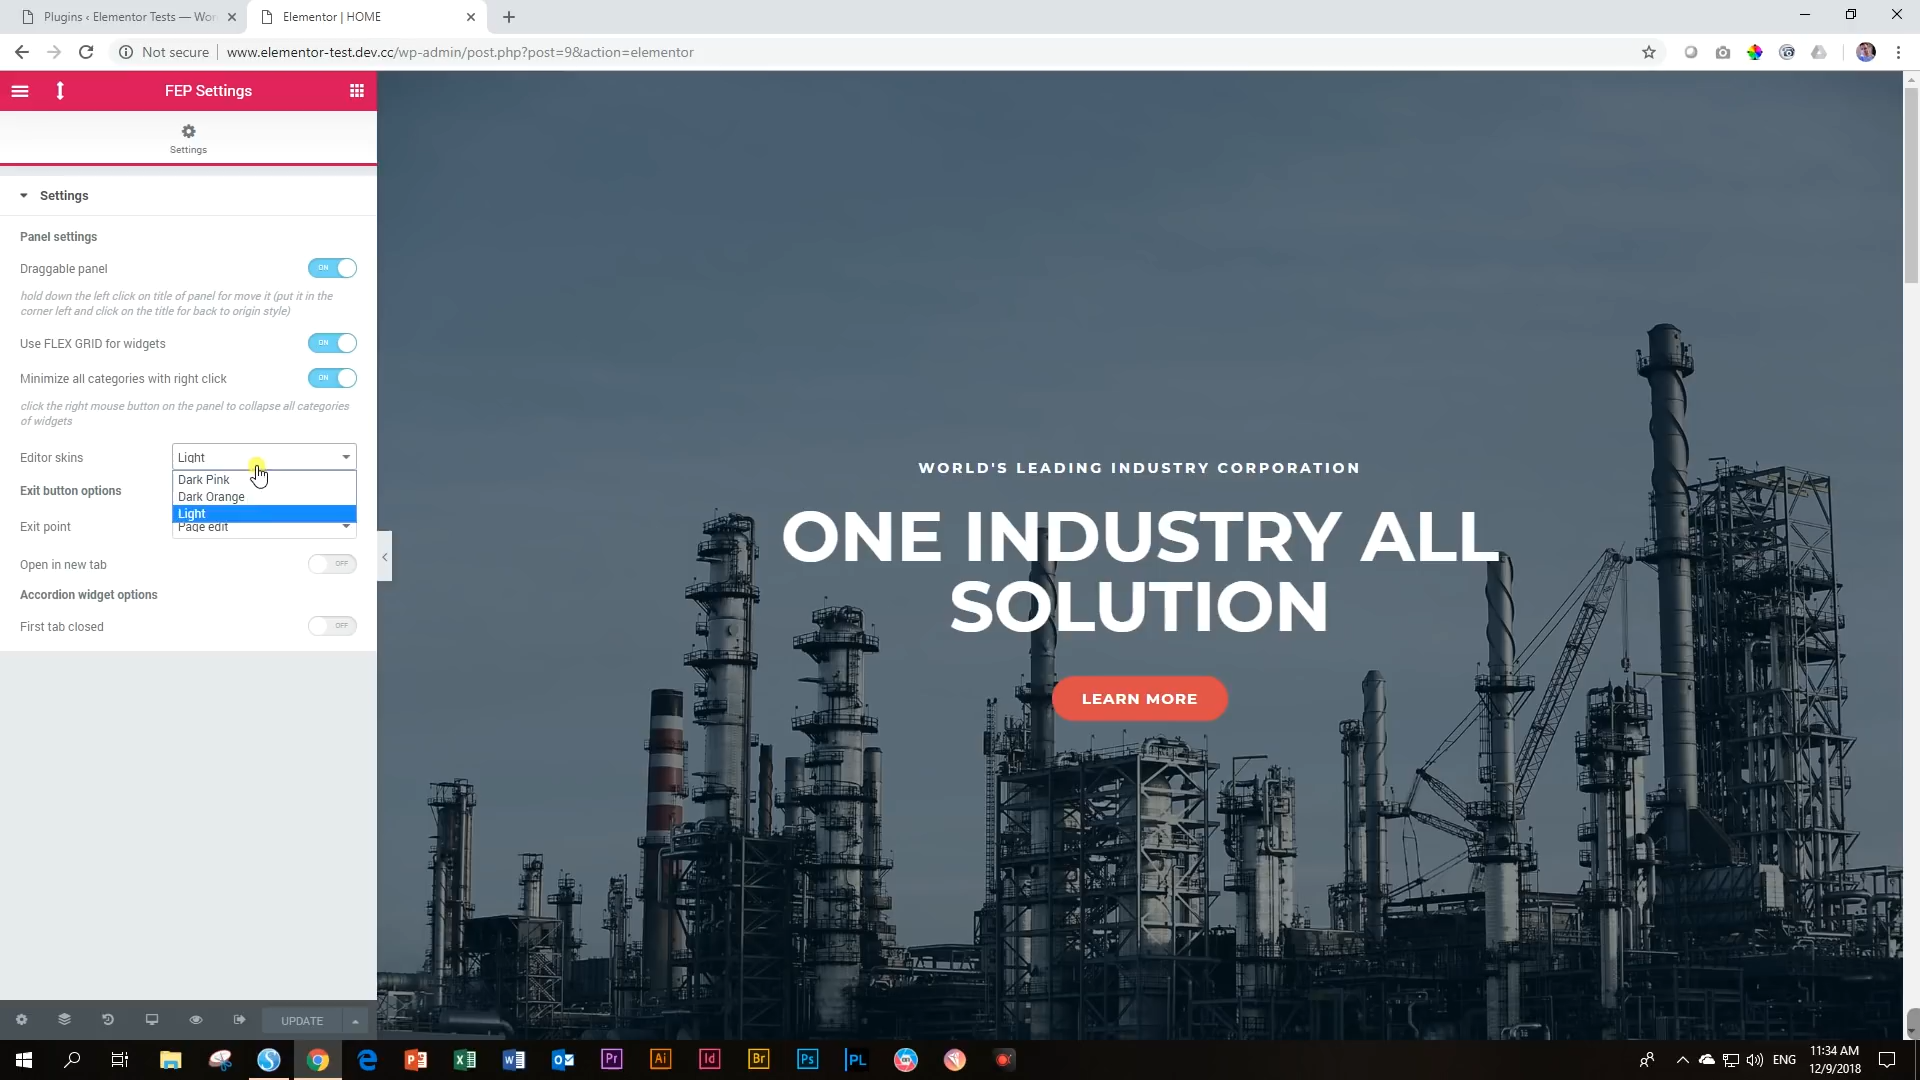 Plugins ‹ Elementor Tests — Wor
Elementor | HOME
Not secure
www.elementor-test.dev.cc/wp-admin/post.php?post=9&action=elementor
FEP Settings
Settings
Settings
Panel settings
Draggable panel
ON
hold down the left click on title of panel for move it (put it in the
corner left and click on the title for back to origin style)
Use FLEX GRID for widgets
ON
Minimize all categories with right click
ON
click the right mouse button on the panel to collapse all categories
of widgets
Editor skins
Light
Dark Pink
Dark Orange
Light
Exit button options
Exit point
Page edit
Open in new tab
OFF
Accordion widget options
First tab closed
OFF
UPDATE
WORLD'S LEADING INDUSTRY CORPORATION
ONE INDUSTRY ALL
SOLUTION
LEARN MORE
Pr
Ai
Id
Br
Ps
PL
ENG
11:34 AM
12/9/2018